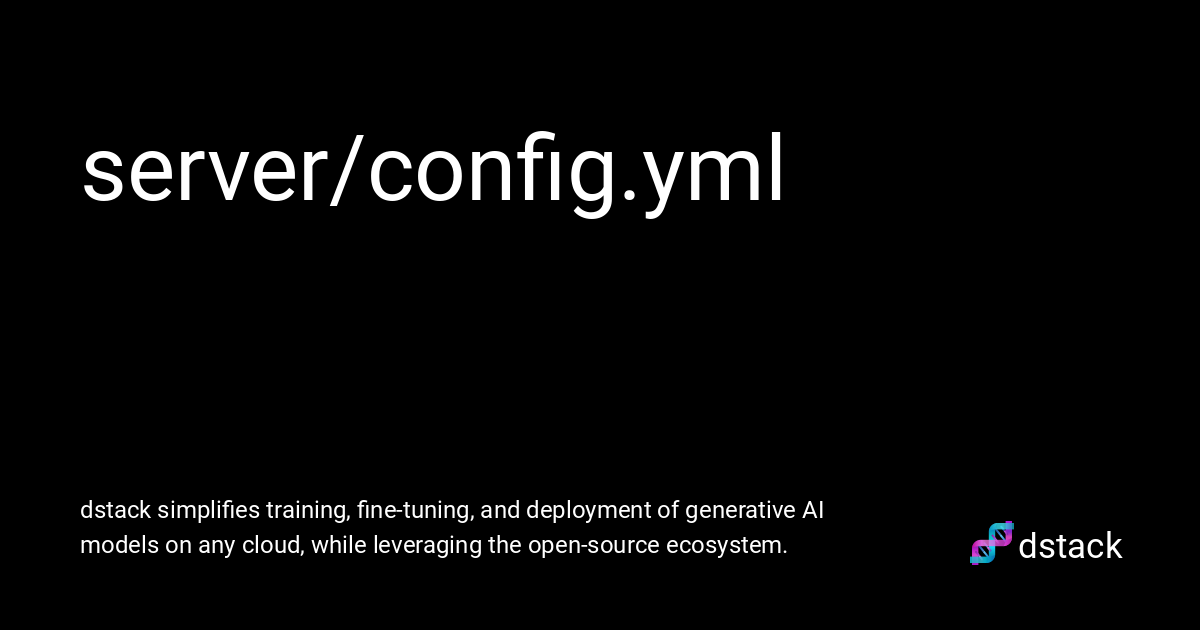 server/config.yml
dstack simplifies training, fine-tuning, and deployment of generative AI
models on any cloud, while leveraging the open-source ecosystem.
dstack